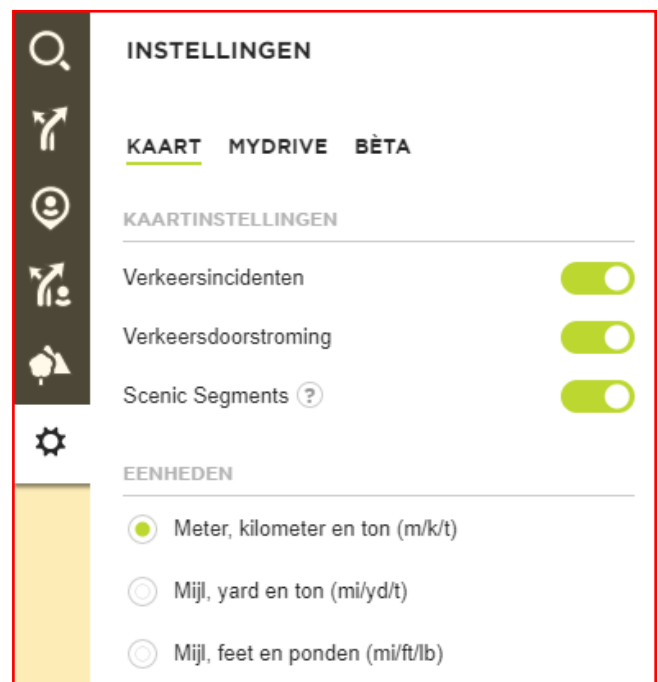 INSTELLINGEN
KAART MYDRIVE BÈTA
KAARTINSTELLINGEN
Verkeersincidenten
Verkeersdoorstroming
Scenic Segments ?
EENHEDEN
Meter, kilometer en ton (m/k/t)
Mijl, yard en ton (mi/yd/t)
Mijl, feet en ponden (mi/ft/lb)